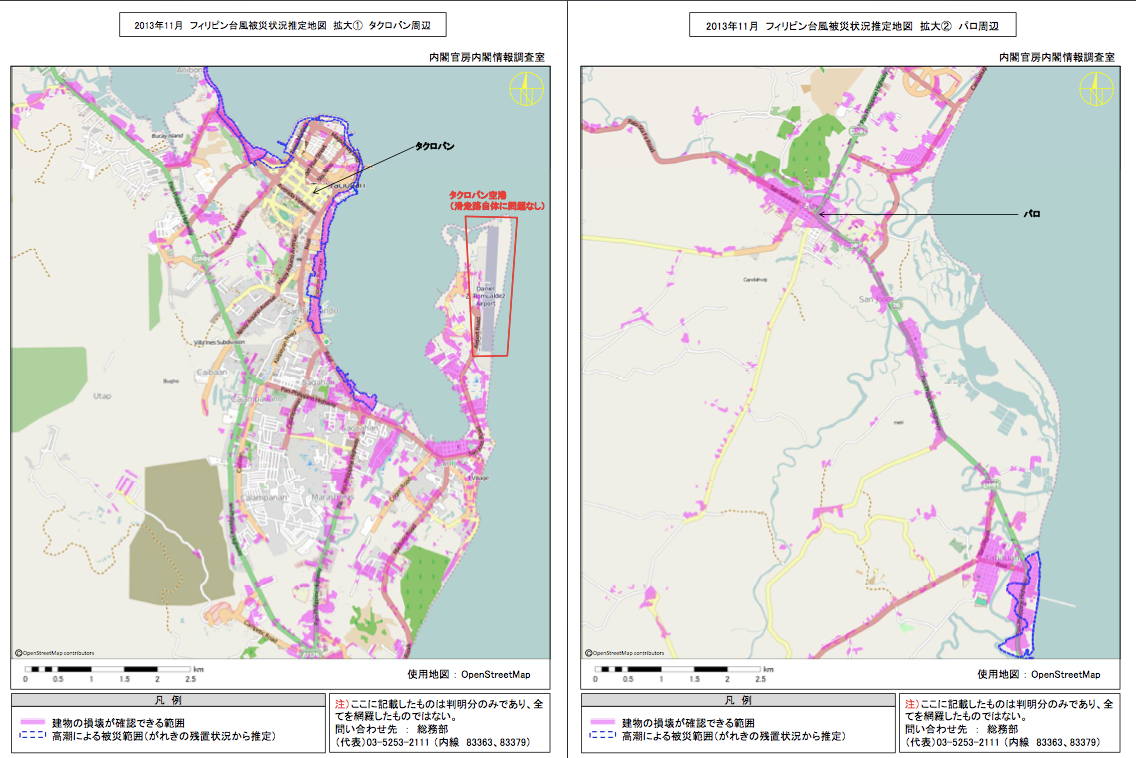 2013年11月 フィリピン台風被災状況推定地図 拡大① タクロバン周辺
内閣官房内閣情報調査室
Anibong
Bucay Island
タクロバン
Tacloban
タクロバン空港
(滑走路自体に問題なし)
Daniel
Z. Romualdez
Airport
Airport Road
Pan-Philippine Highway
Real Street
Villa Ines Subdivision
Caibaan
Bugho
Utap
Sagkahan
Calampanan
Marasbaras
V Village
©OpenStreetMap contributors
0 0.5 1 1.5 2 2.5 km
使用地図：OpenStreetMap
凡 例
建物の損壊が確認できる範囲
高潮による被災範囲(がれきの残置状況から推定)
注)ここに記載したものは判明分のみであり、全
てを網羅したものではない。
問い合わせ先 ： 総務部
(代表)03-5253-2111 (内線 83363、83379)
2013年11月 フィリピン台風被災状況推定地図 拡大② パロ周辺
内閣官房内閣情報調査室
パロ
San Joaquin
Pan-Philippine Highway
©OpenStreetMap contributors
0 0.5 1 1.5 2 2.5 km
使用地図：OpenStreetMap
凡 例
建物の損壊が確認できる範囲
高潮による被災範囲(がれきの残置状況から推定)
注)ここに記載したものは判明分のみであり、全
てを網羅したものではない。
問い合わせ先 ： 総務部
(代表)03-5253-2111 (内線 83363、83379)